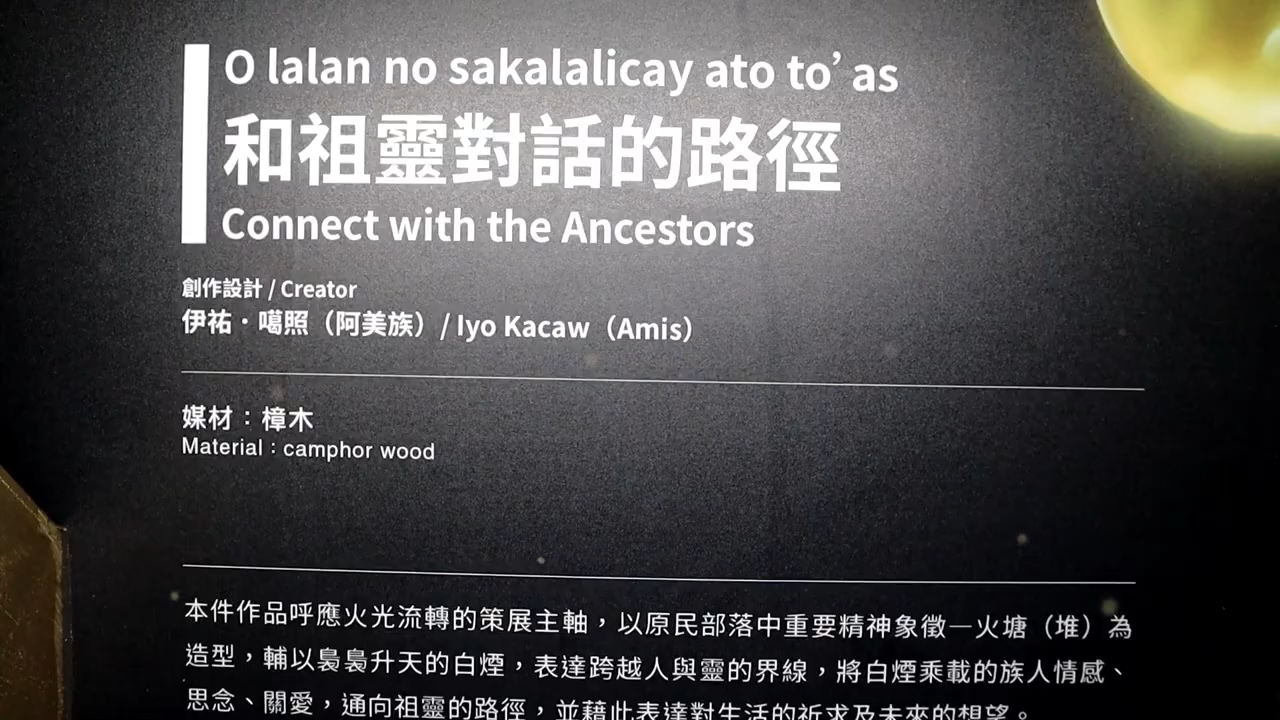 O lalan no sakalalicay ato to' as
和祖靈對話的路徑
Connect with the Ancestors
創作設計 / Creator
伊祐・噶照（阿美族）/ Iyo Kacaw（Amis）
媒材：樟木
Material：camphor wood
本件作品呼應火光流轉的策展主軸，以原民部落中重要精神象徵—火塘（堆）為
造型，輔以裊裊升天的白煙，表達跨越人與靈的界線，將白煙乘載的族人情感、
思念、關愛，通向祖靈的路徑，並藉此表達對生活的祈求及未來的想望。